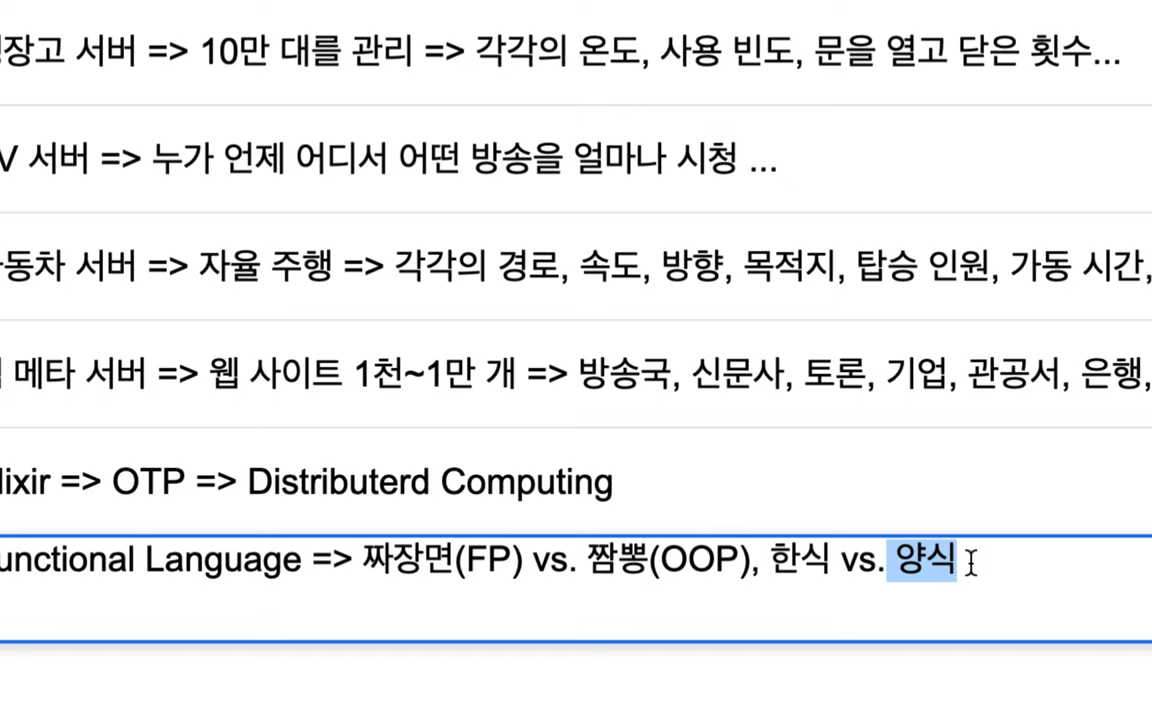 장고 서버 => 10만 대를 관리 => 각각의 온도, 사용 빈도, 문을 열고 닫은 횟수...
V 서버 => 누가 언제 어디서 어떤 방송을 얼마나 시청 ...
동차 서버 => 자율 주행 => 각각의 경로, 속도, 방향, 목적지, 탑승 인원, 가동 시간,
메타 서버 => 웹 사이트 1천~1만 개 => 방송국, 신문사, 토론, 기업, 관공서, 은행,
lixir => OTP => Distributerd Computing
unctional Language => 짜장면(FP) vs. 짬뽕(OOP), 한식 vs. 양식